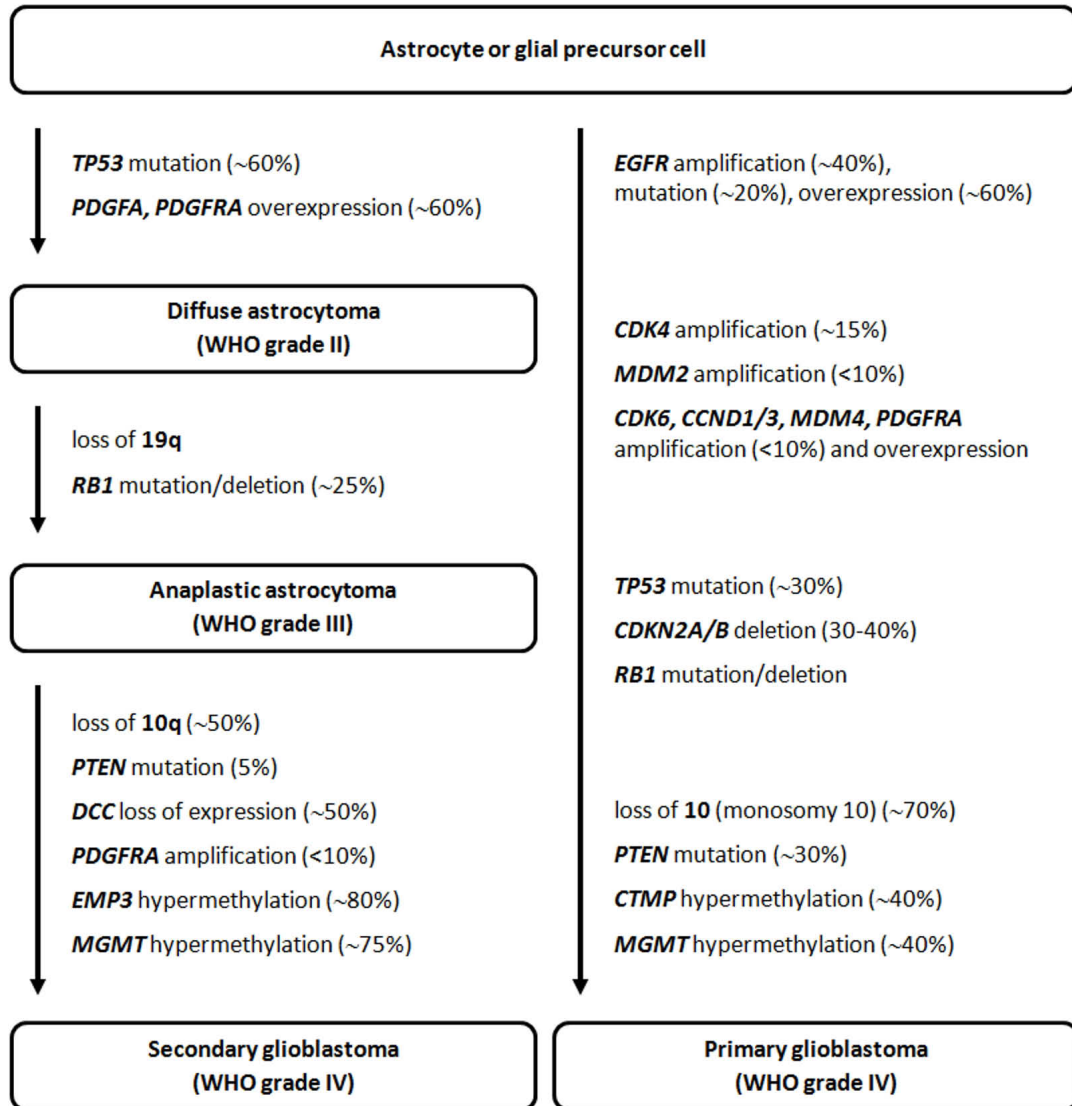 Astrocyte or glial precursor cell
TP53 mutation (~60%)
PDGFA, PDGFRA overexpression (~60%)
Diffuse astrocytoma
(WHO grade II)
loss of 19q
RB1 mutation/deletion (~25%)
Anaplastic astrocytoma
(WHO grade III)
loss of 10q (~50%)
PTEN mutation (5%)
DCC loss of expression (~50%)
PDGFRA amplification (<10%)
EMP3 hypermethylation (~80%)
MGMT hypermethylation (~75%)
Secondary glioblastoma
(WHO grade IV)
EGFR amplification (~40%),
mutation (~20%), overexpression (~60%)
CDK4 amplification (~15%)
MDM2 amplification (<10%)
CDK6, CCND1/3, MDM4, PDGFRA
amplification (<10%) and overexpression
TP53 mutation (~30%)
CDKN2A/B deletion (30-40%)
RB1 mutation/deletion
loss of 10 (monosomy 10) (~70%)
PTEN mutation (~30%)
CTMP hypermethylation (~40%)
MGMT hypermethylation (~40%)
Primary glioblastoma
(WHO grade IV)